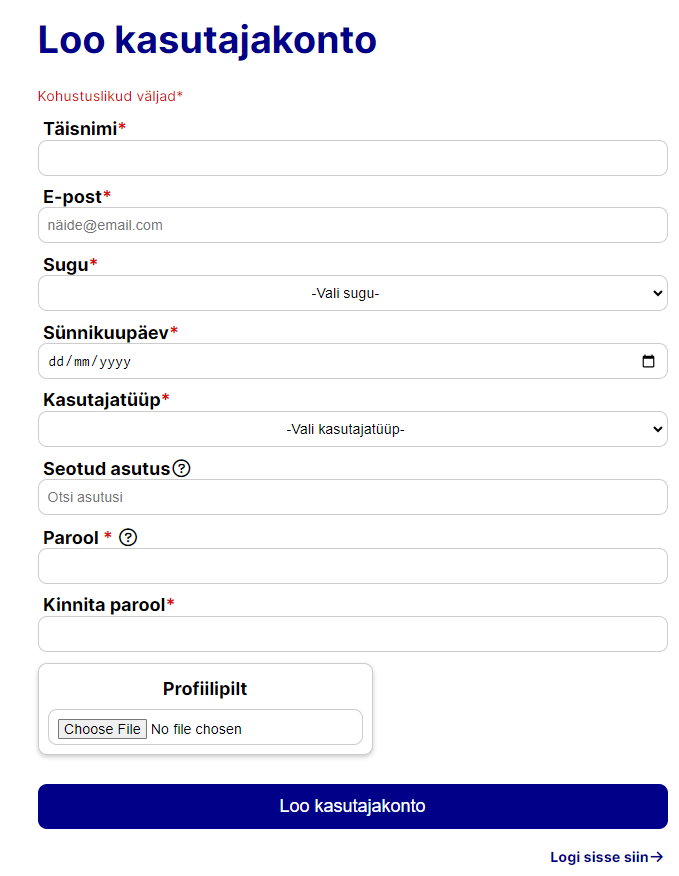 Loo kasutajakonto
Kohustuslikud väljad*
Täisnimi*
E-post*
näide@email.com
Sugu*
-Vali sugu-
Sünnikuupäev*
dd/mm/yyyy
Kasutajatüüp*
-Vali kasutajatüüp-
Seotud asutus?
Otsi asutusi
Parool * ?
Kinnita parool*
Profiilipilt
Choose File No file chosen
Loo kasutajakonto
Logi sisse siin→